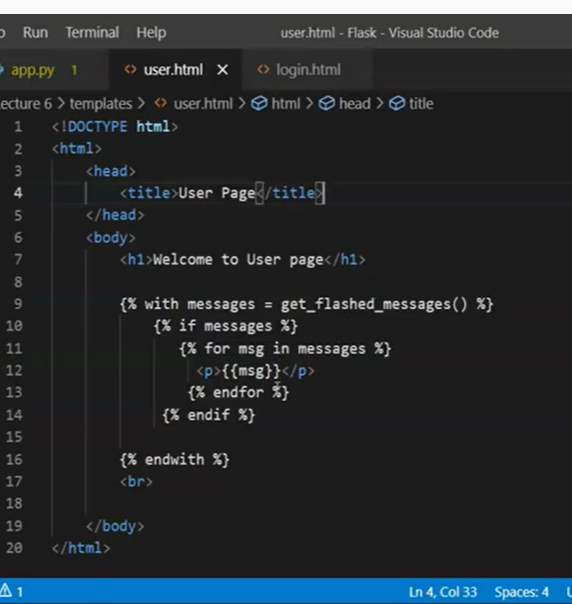 Run Terminal Help user.html - Flask - Visual Studio Code
app.py 1 <> user.html × <> login.html
ecture 6 > templates > <> user.html > html > head > title
1 <!DOCTYPE html>
2 <html>
3 <head>
4 <title>User Page</title>
5 </head>
6 <body>
7 <h1>Welcome to User page</h1>
8
9 {% with messages = get_flashed_messages() %}
10 {% if messages %}
11 {% for msg in messages %}
12 <p>{{msg}}</p>
13 {% endfor %}
14 {% endif %}
15
16 {% endwith %}
17 <br>
18
19 </body>
20 </html>
1 Ln 4, Col 33 Spaces: 4